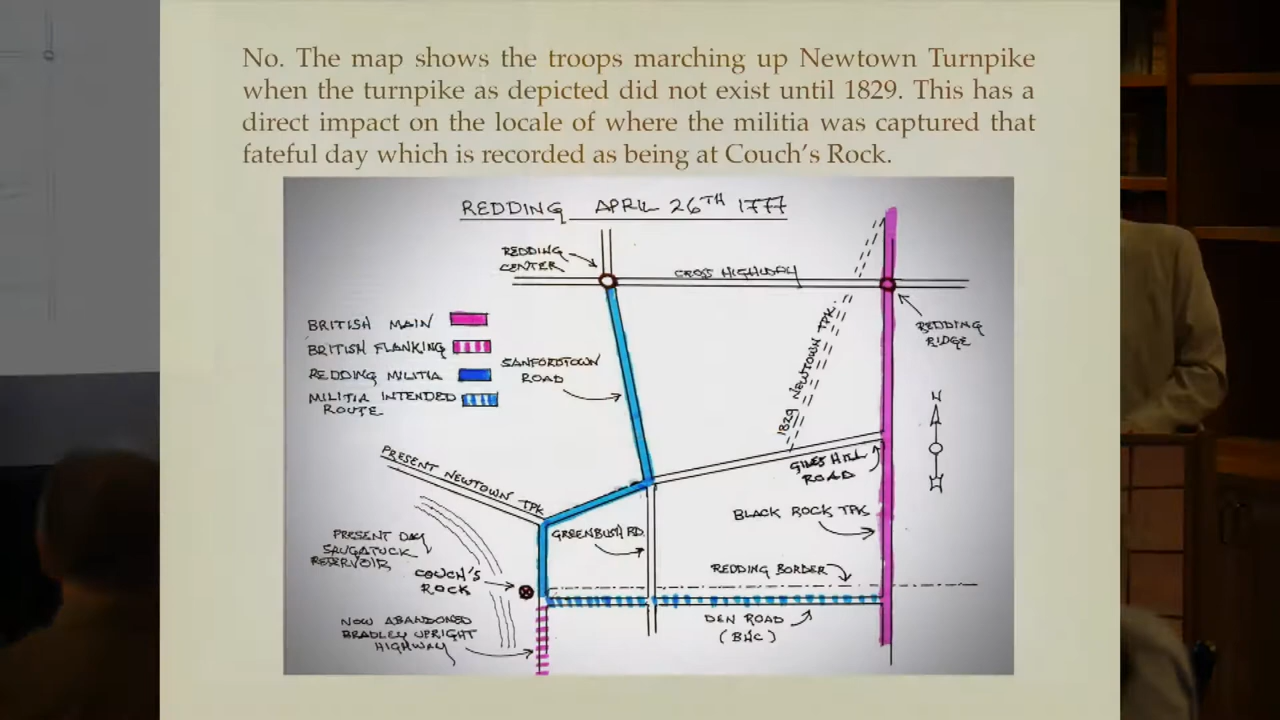 No. The map shows the troops marching up Newtown Turnpike
when the turnpike as depicted did not exist until 1829. This has a
direct impact on the locale of where the militia was captured that
fateful day which is recorded as being at Couch's Rock.
REDDING APRIL 26TH 1777
REDDING
CENTER
CROSS HIGHWAY
BRITISH MAIN
BRITISH FLANKING
REDDING MILITIA
MILITIA INTENDED
ROUTE
SANFORDTOWN
ROAD
1829 NEWTOWN TPK.
REDDING
RIDGE
N
PRESENT NEWTOWN TPK
GILES HILL
ROAD
BLACK ROCK TPK
GREENBUSH RD.
PRESENT DAY
SAUGATUCK
RESERVOIR
COUCH'S
ROCK
REDDING BORDER
NOW ABANDONED
BRADLEY UPRIGHT
HIGHWAY
DEN ROAD
(BHC)